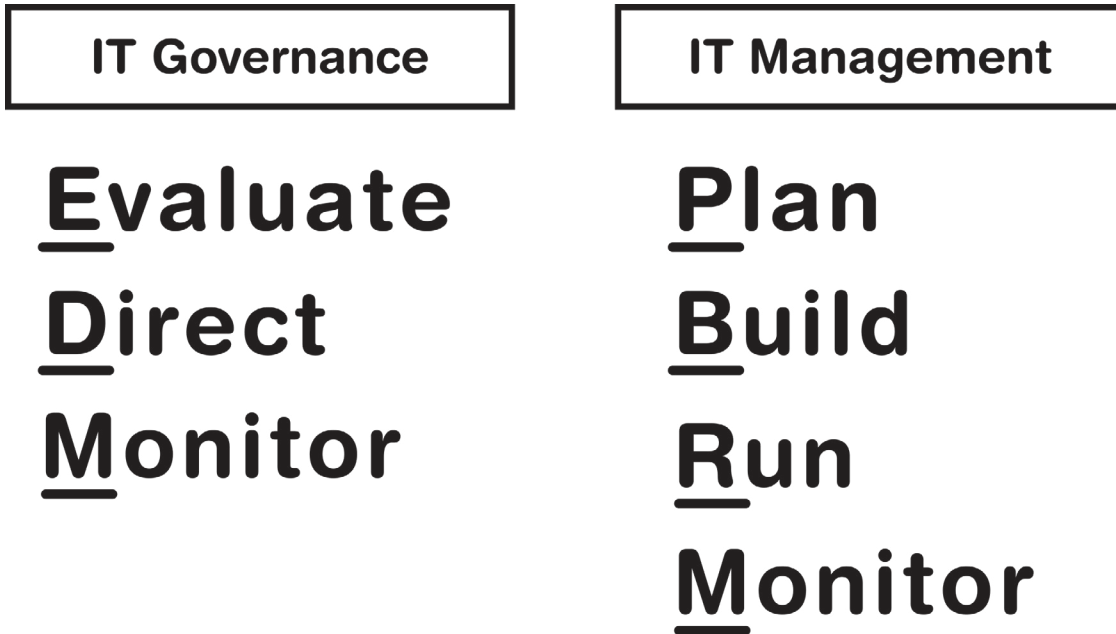 IT Governance
Evaluate
Direct
Monitor
IT Management
Plan
Build
Run
Monitor